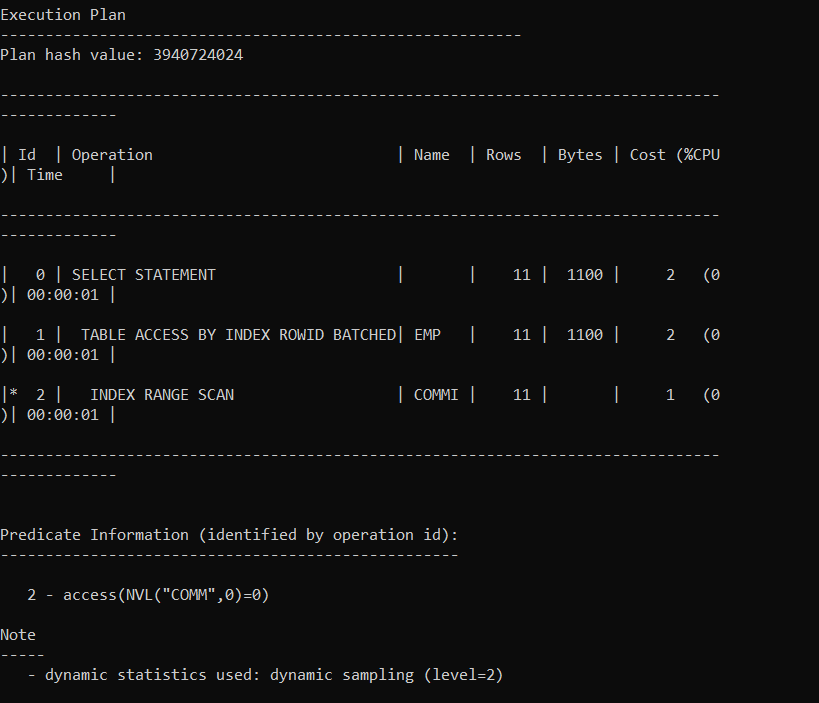 Execution Plan
----------------------------------------------------------
Plan hash value: 3940724024

--------------------------------------------------------------------------------
-------------

| Id  | Operation                           | Name  | Rows  | Bytes | Cost (%CPU
)| Time     |

--------------------------------------------------------------------------------
-------------

|   0 | SELECT STATEMENT                    |       |    11 |  1100 |     2   (0
)| 00:00:01 |

|   1 |  TABLE ACCESS BY INDEX ROWID BATCHED| EMP   |    11 |  1100 |     2   (0
)| 00:00:01 |

|*  2 |   INDEX RANGE SCAN                  | COMMI |    11 |       |     1   (0
)| 00:00:01 |

--------------------------------------------------------------------------------
-------------


Predicate Information (identified by operation id):
---------------------------------------------------

   2 - access(NVL("COMM",0)=0)

Note
-----
   - dynamic statistics used: dynamic sampling (level=2)